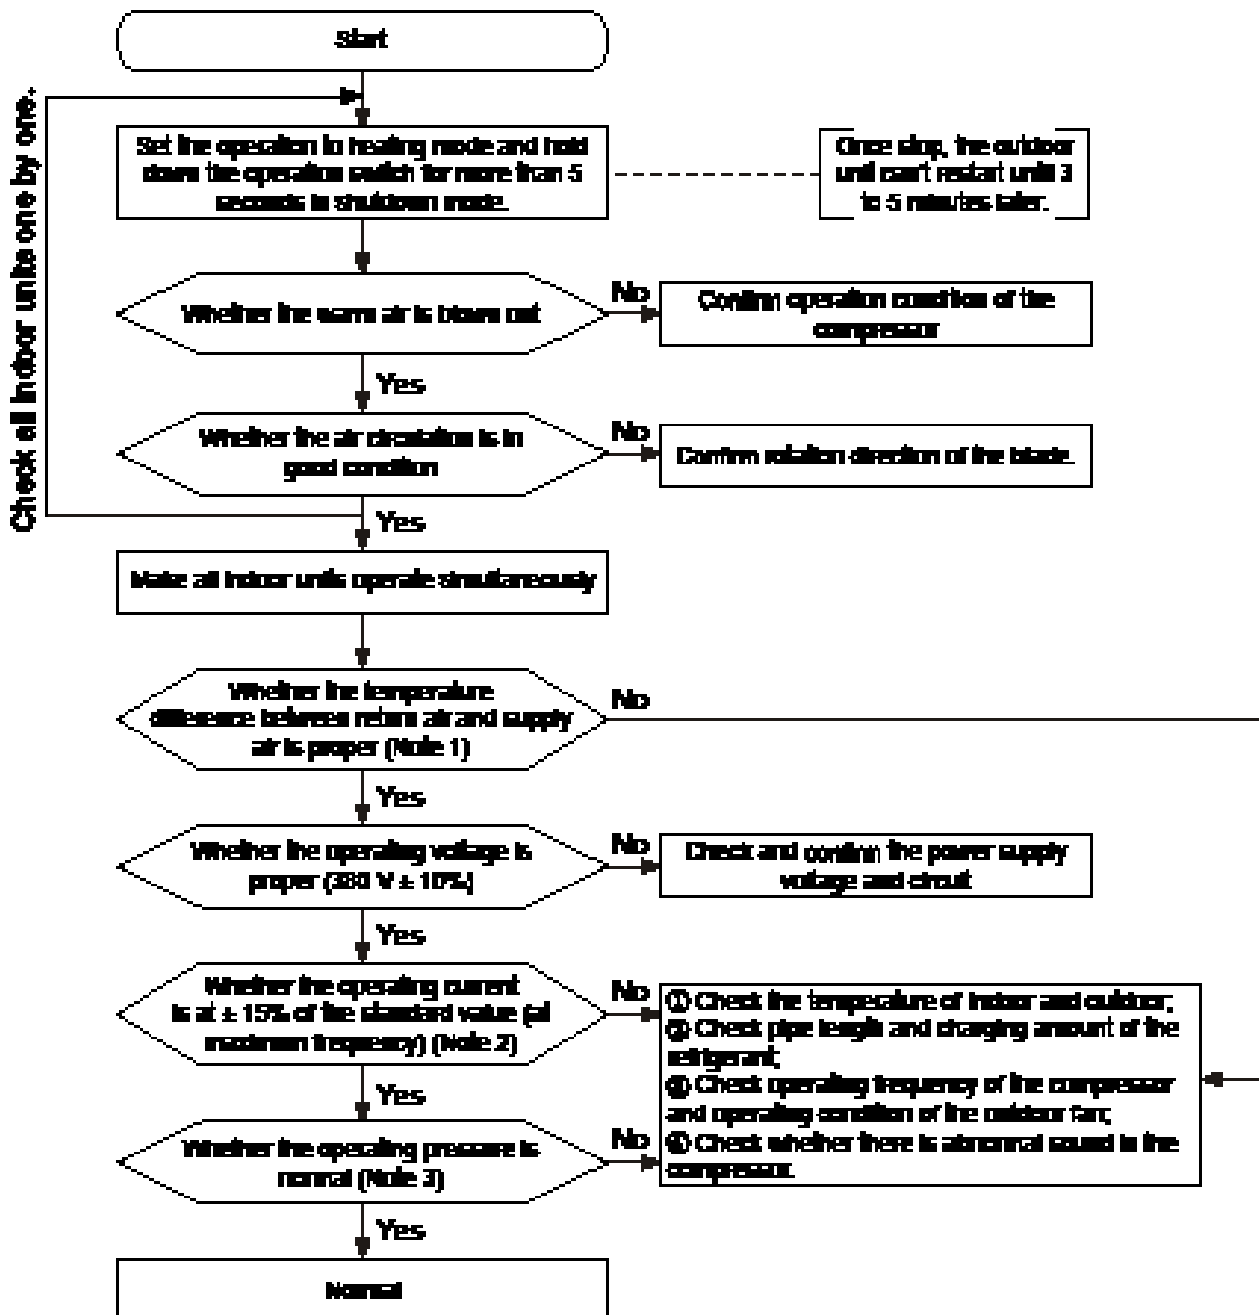 Start
Check all indoor units one by one.
Set the operation to heating mode and hold
down the operation switch for more than 5
seconds in shutdown mode.
Once stop, the outdoor
unit can't restart until 3
to 5 minutes later.
Whether the warm air is blown out
No
Confirm operation condition of the
compressor
Yes
Whether the air circulation is in
good condition
No
Confirm rotation direction of the blade.
Yes
Make all indoor units operate simultaneously
Whether the temperature
difference between return air and supply
air is proper (Note 1)
No
Yes
Whether the operating voltage is
proper (380 V ± 10%)
No
Check and confirm the power supply
voltage and circuit
Yes
Whether the operating current
is at ± 15% of the standard value (at
maximum frequency) (Note 2)
No
① Check the temperature of indoor and outdoor;
② Check pipe length and charging amount of the
refrigerant;
③ Check operating frequency of the compressor
and operating condition of the outdoor fan;
④ Check whether there is abnormal sound in the
compressor.
Yes
Whether the operating pressure is
normal (Note 3)
No
Yes
Normal